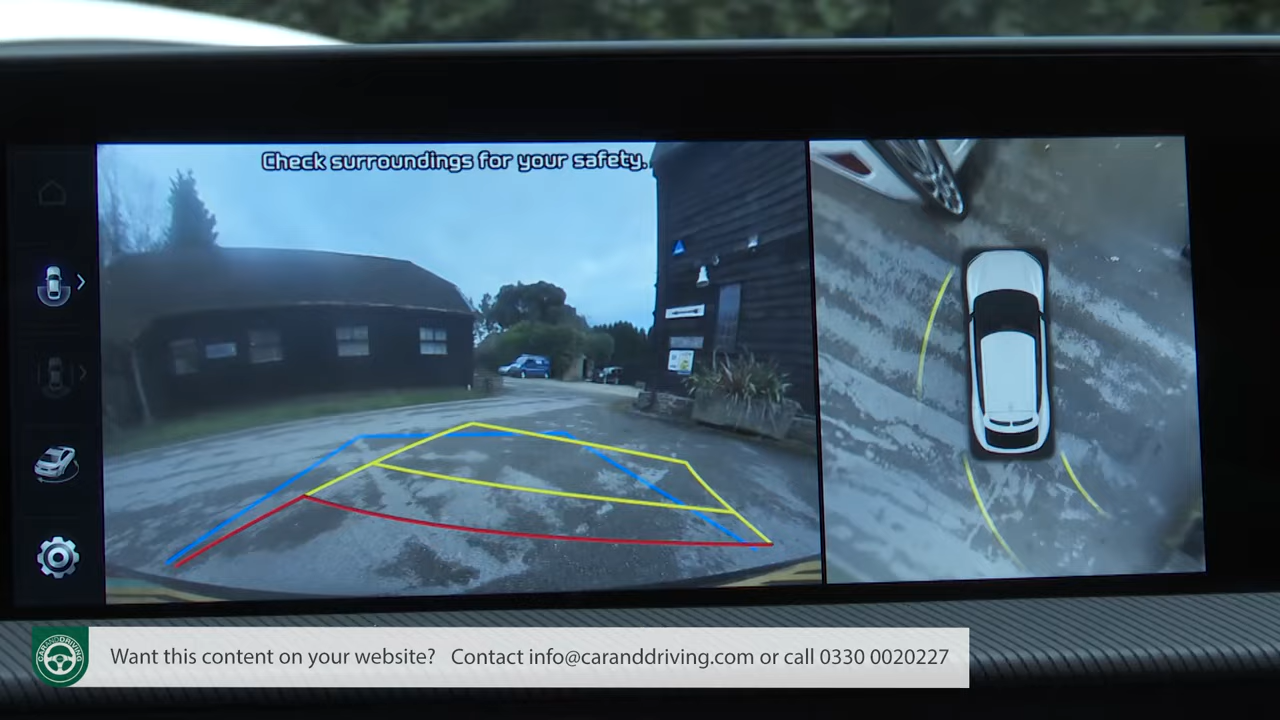 Check surroundings for your safety.
CARANDDRIVING
Want this content on your website? Contact info@caranddriving.com or call 0330 0020227